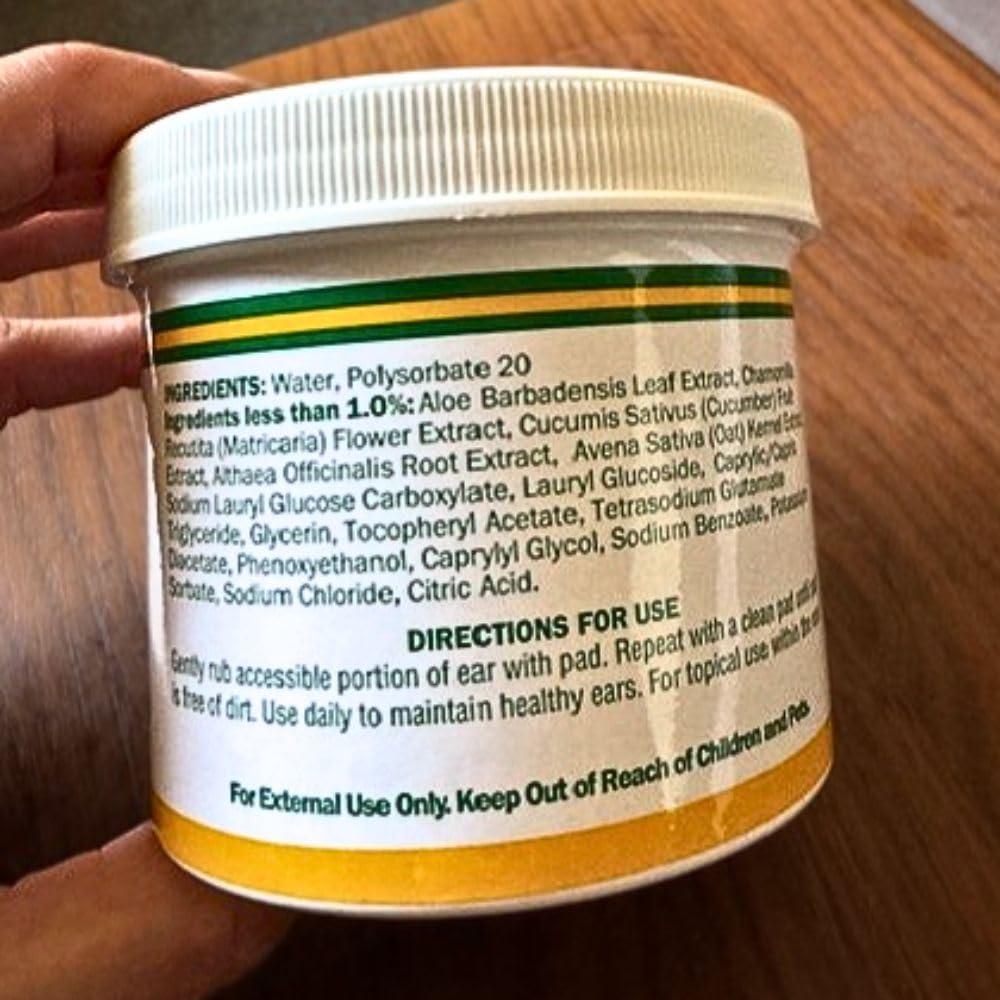 INGREDIENTS: Water, Polysorbate 20
Ingredients less than 1.0%: Aloe Barbadensis Leaf Extract, Chamomilla
Recutita (Matricaria) Flower Extract, Cucumis Sativus (Cucumber) Fruit
Extract, Althaea Officinalis Root Extract, Avena Sativa (Oat) Kernel Extract,
Sodium Lauryl Glucose Carboxylate, Lauryl Glucoside, Caprylic/Capric
Triglyceride, Glycerin, Tocopheryl Acetate, Tetrasodium Glutamate
Diacetate, Phenoxyethanol, Caprylyl Glycol, Sodium Benzoate, Potassium
Sorbate, Sodium Chloride, Citric Acid.
DIRECTIONS FOR USE
Gently rub accessible portion of ear with pad. Repeat with a clean pad until
is free of dirt. Use daily to maintain healthy ears. For topical use within the
For External Use Only. Keep Out of Reach of Children and Pets.